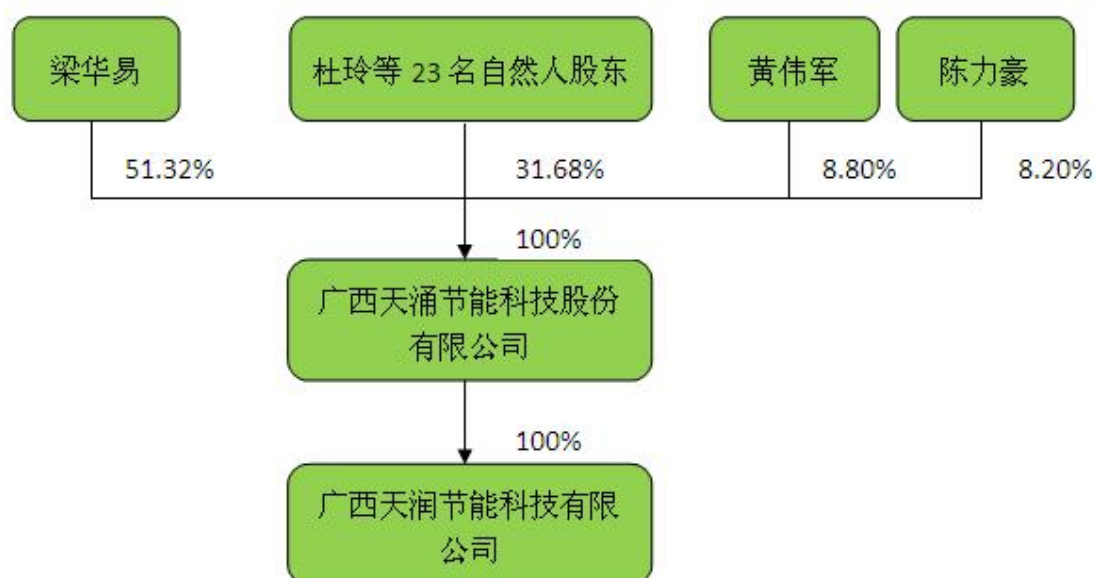 梁华易
杜玲等 23 名自然人股东
黄伟军
陈力豪
51.32%
31.68%
8.80%
8.20%
100%
广西天涌节能科技股份
有限公司
100%
广西天润节能科技有限
公司